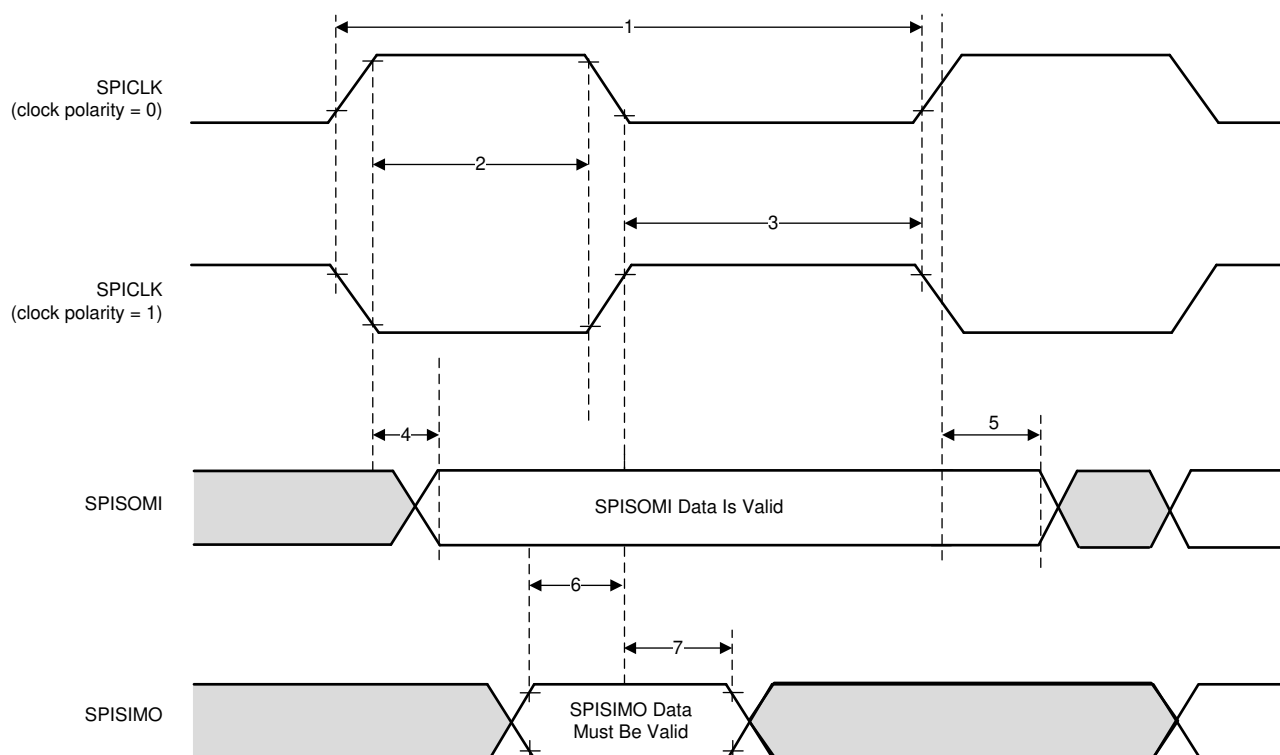 1
SPICLK
(clock polarity = 0)
2
3
SPICLK
(clock polarity = 1)
4
5
SPISOMI
SPISOMI Data Is Valid
6
7
SPISIMO
SPISIMO Data
Must Be Valid